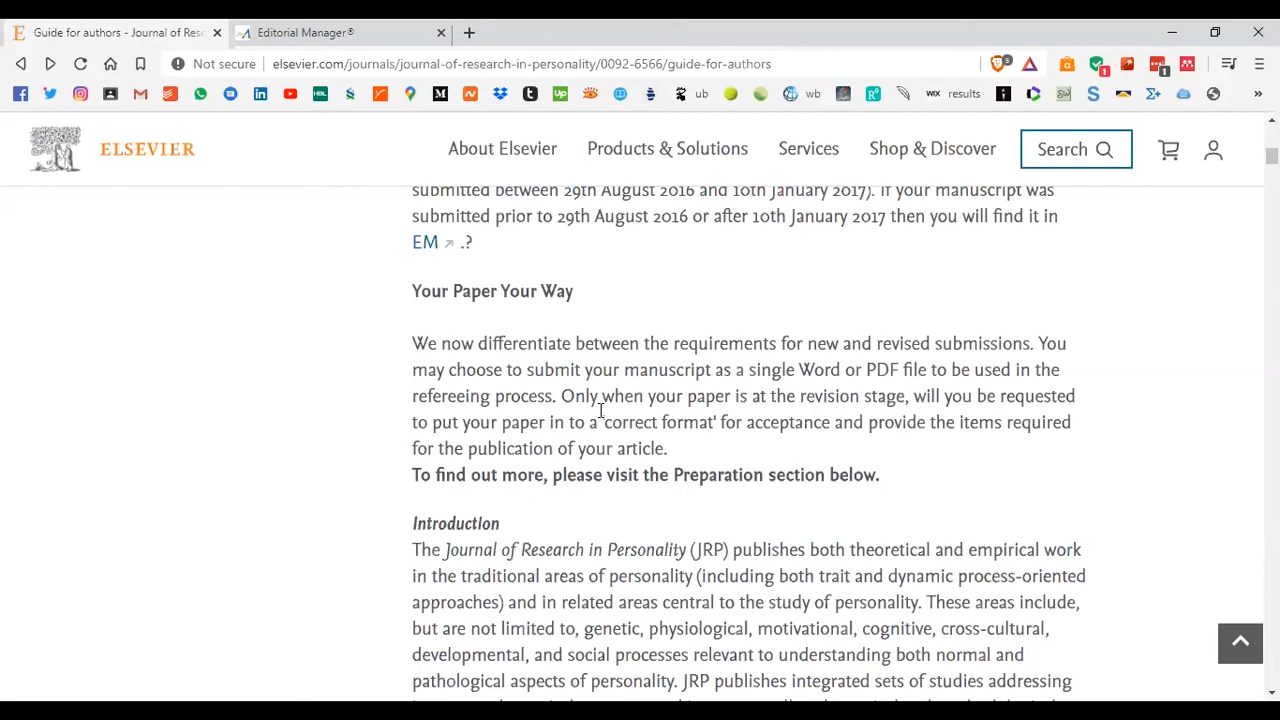 Guide for authors - Journal of Rese
Editorial Manager®
Not secure
elsevier.com/journals/journal-of-research-in-personality/0092-6566/guide-for-authors
5
1
1
HDL
M
t
Up
ub
wb
R
WIX results
SW
S
Σ+
»
ELSEVIER
About Elsevier
Products & Solutions
Services
Shop & Discover
Search
submitted between 29th August 2016 and 10th January 2017). If your manuscript was
submitted prior to 29th August 2016 or after 10th January 2017 then you will find it in
EM .?
Your Paper Your Way
We now differentiate between the requirements for new and revised submissions. You
may choose to submit your manuscript as a single Word or PDF file to be used in the
refereeing process. Only when your paper is at the revision stage, will you be requested
to put your paper in to a 'correct format' for acceptance and provide the items required
for the publication of your article.
To find out more, please visit the Preparation section below.
Introduction
The Journal of Research in Personality (JRP) publishes both theoretical and empirical work
in the traditional areas of personality (including both trait and dynamic process-oriented
approaches) and in related areas central to the study of personality. These areas include,
but are not limited to, genetic, physiological, motivational, cognitive, cross-cultural,
developmental, and social processes relevant to understanding both normal and
pathological aspects of personality. JRP publishes integrated sets of studies addressing